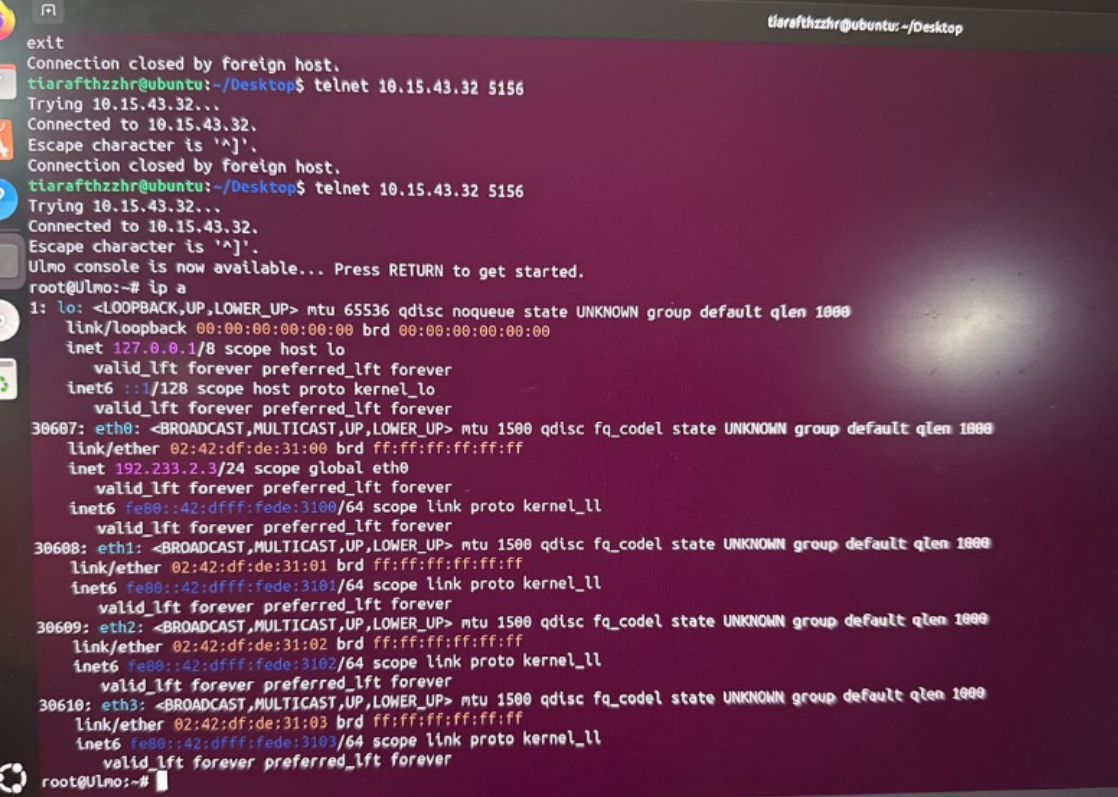 tiarafthzzhr@ubuntu: ~/Desktop
exit
Connection closed by foreign host.
tiarafthzzhr@ubuntu:~/Desktop$ telnet 10.15.43.32 5156
Trying 10.15.43.32...
Connected to 10.15.43.32.
Escape character is '^]'.
Connection closed by foreign host.
tiarafthzzhr@ubuntu:~/Desktop$ telnet 10.15.43.32 5156
Trying 10.15.43.32...
Connected to 10.15.43.32.
Escape character is '^]'.
Ulmo console is now available... Press RETURN to get started.
root@Ulmo:~# ip a
1: lo: <LOOPBACK,UP,LOWER_UP> mtu 65536 qdisc noqueue state UNKNOWN group default qlen 1000
link/loopback 00:00:00:00:00:00 brd 00:00:00:00:00:00
inet 127.0.0.1/8 scope host lo
valid_lft forever preferred_lft forever
inet6 ::1/128 scope host proto kernel_lo
valid_lft forever preferred_lft forever
30607: eth0: <BROADCAST,MULTICAST,UP,LOWER_UP> mtu 1500 qdisc fq_codel state UNKNOWN group default qlen 1000
link/ether 02:42:df:de:31:00 brd ff:ff:ff:ff:ff:ff
inet 192.233.2.3/24 scope global eth0
valid_lft forever preferred_lft forever
inet6 fe80::42:dfff:fede:3100/64 scope link proto kernel_ll
valid_lft forever preferred_lft forever
30608: eth1: <BROADCAST,MULTICAST,UP,LOWER_UP> mtu 1500 qdisc fq_codel state UNKNOWN group default qlen 1000
link/ether 02:42:df:de:31:01 brd ff:ff:ff:ff:ff:ff
inet6 fe80::42:dfff:fede:3101/64 scope link proto kernel_ll
valid_lft forever preferred_lft forever
30609: eth2: <BROADCAST,MULTICAST,UP,LOWER_UP> mtu 1500 qdisc fq_codel state UNKNOWN group default qlen 1000
link/ether 02:42:df:de:31:02 brd ff:ff:ff:ff:ff:ff
inet6 fe80::42:dfff:fede:3102/64 scope link proto kernel_ll
valid_lft forever preferred_lft forever
30610: eth3: <BROADCAST,MULTICAST,UP,LOWER_UP> mtu 1500 qdisc fq_codel state UNKNOWN group default qlen 1000
link/ether 02:42:df:de:31:03 brd ff:ff:ff:ff:ff:ff
inet6 fe80::42:dfff:fede:3103/64 scope link proto kernel_ll
valid_lft forever preferred_lft forever
root@Ulmo:~#